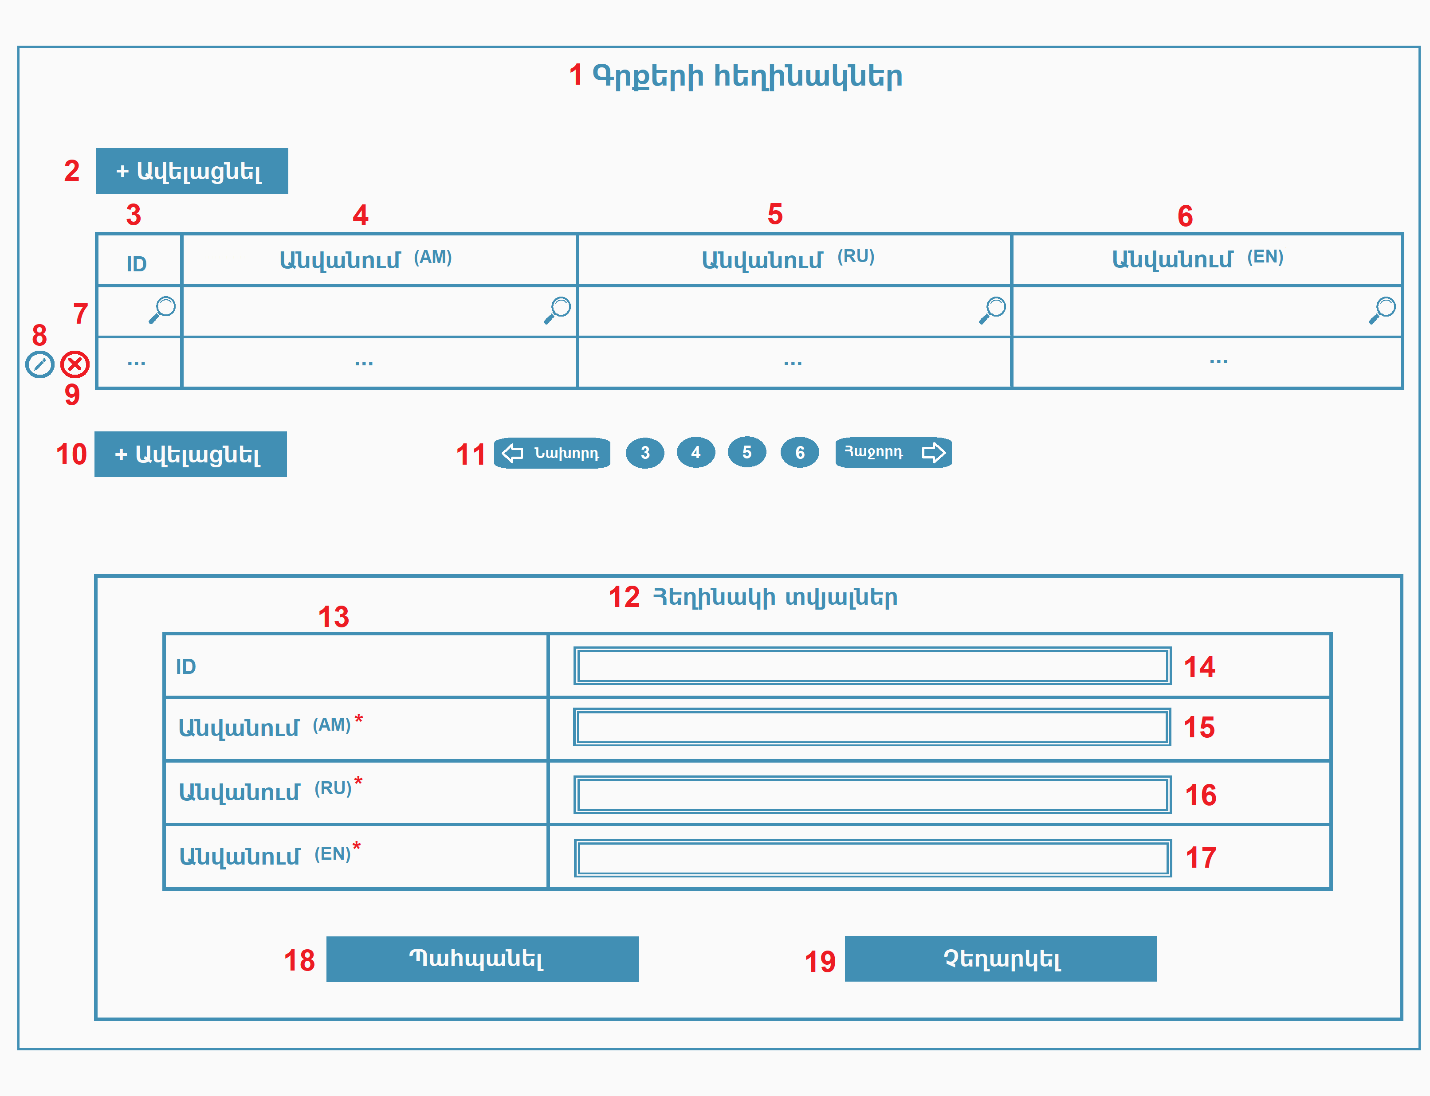 1 Գրքերի հեղինակներ
2 + Ավելացնել
3 4 5 6
ID Անվանում (AM) Անվանում (RU) Անվանում (EN)
7
8
... ... ... ...
9
10 + Ավելացնել 11 Նախորդ 3 4 5 6 Հաջորդ
12 Հեղինակի տվյալներ
13
ID 14
Անվանում (AM)* 15
Անվանում (RU)* 16
Անվանում (EN)* 17
18 Պահպանել 19 Չեղարկել